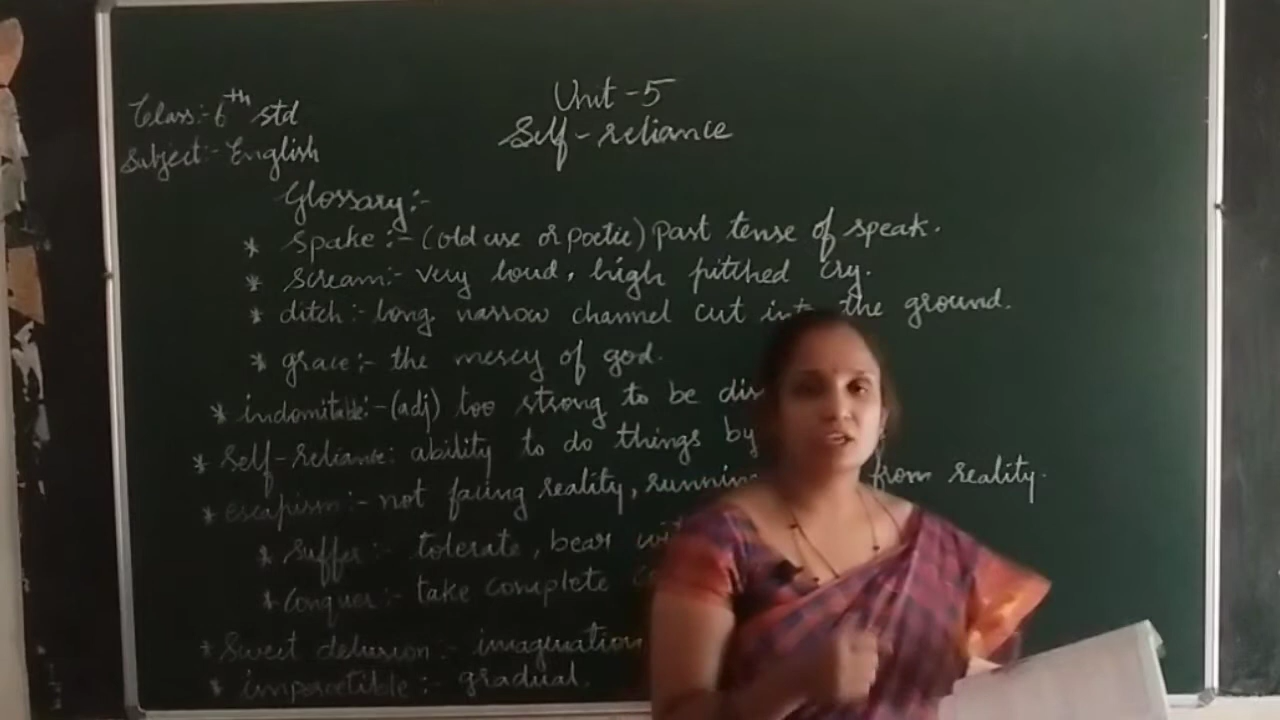 Class:- 6th std
Subject:- English
Unit - 5
Self - reliance
Glossary:-
* Spake :- (old use or poetic) past tense of speak.
* Scream:- very loud, high pitched cry.
* ditch :- long narrow channel cut into the ground.
* grace:- the mercy of god.
* indomitable:- (adj) too strong to be
* Self-reliance: ability to do things by
* escapism :- not facing reality, running from reality.
* Suffer :- tolerate, bear
* Conquer :- take complete
* Sweet delusion :- imagination
* imperceptible :- gradual.